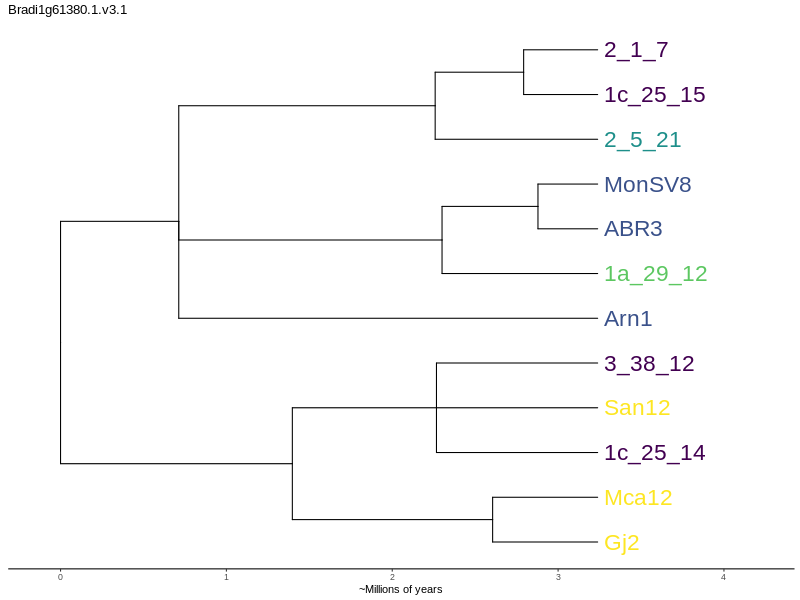 Bradi1g61380.1.v3.1
2_1_7
1c_25_15
2_5_21
MonSV8
ABR3
1a_29_12
Arn1
3_38_12
San12
1c_25_14
Mca12
Gj2
0 1 2 3 4
~Millions of years